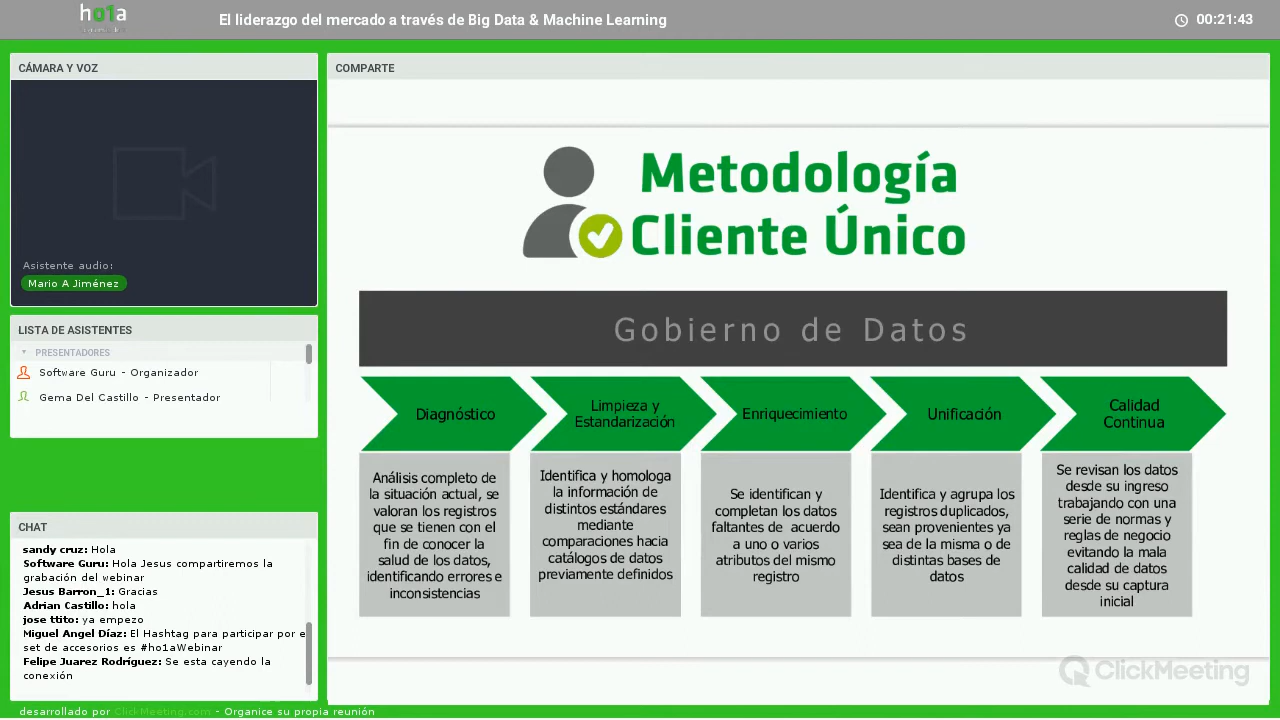 ho1a
El liderazgo del mercado a través de Big Data & Machine Learning
00:21:43
CÁMARA Y VOZ
Asistente audio:
Mario A Jiménez
LISTA DE ASISTENTES
PRESENTADORES
Software Guru - Organizador
Gema Del Castillo - Presentador
CHAT
sandy cruz: Hola
Software Guru: Hola Jesus compartiremos la
grabación del webinar
Jesus Barron_1: Gracias
Adrian Castillo: hola
jose ttito: ya empezo
Miguel Angel Díaz: El Hashtag para participar por e
set de accesorios es #ho1aWebinar
Felipe Juarez Rodríguez: Se esta cayendo la
conexión
desarrollado por ClickMeeting.com - Organice su propia reunión
COMPARTE
Metodología
Cliente Único
Gobierno de Datos
Diagnóstico
Análisis completo de
la situación actual, se
valoran los registros
que se tienen con el
fin de conocer la
salud de los datos,
identificando errores e
inconsistencias
Limpieza y
Estandarización
Identifica y homologa
la información de
distintos estándares
mediante
comparaciones hacia
catálogos de datos
previamente definidos
Enriquecimiento
Se identifican y
completan los datos
faltantes de acuerdo
a uno o varios
atributos del mismo
registro
Unificación
Identifica y agrupa los
registros duplicados,
sean provenientes ya
sea de la misma o de
distintas bases de
datos
Calidad
Continua
Se revisan los datos
desde su ingreso
trabajando con una
serie de normas y
reglas de negocio
evitando la mala
calidad de datos
desde su captura
inicial
ClickMeeting